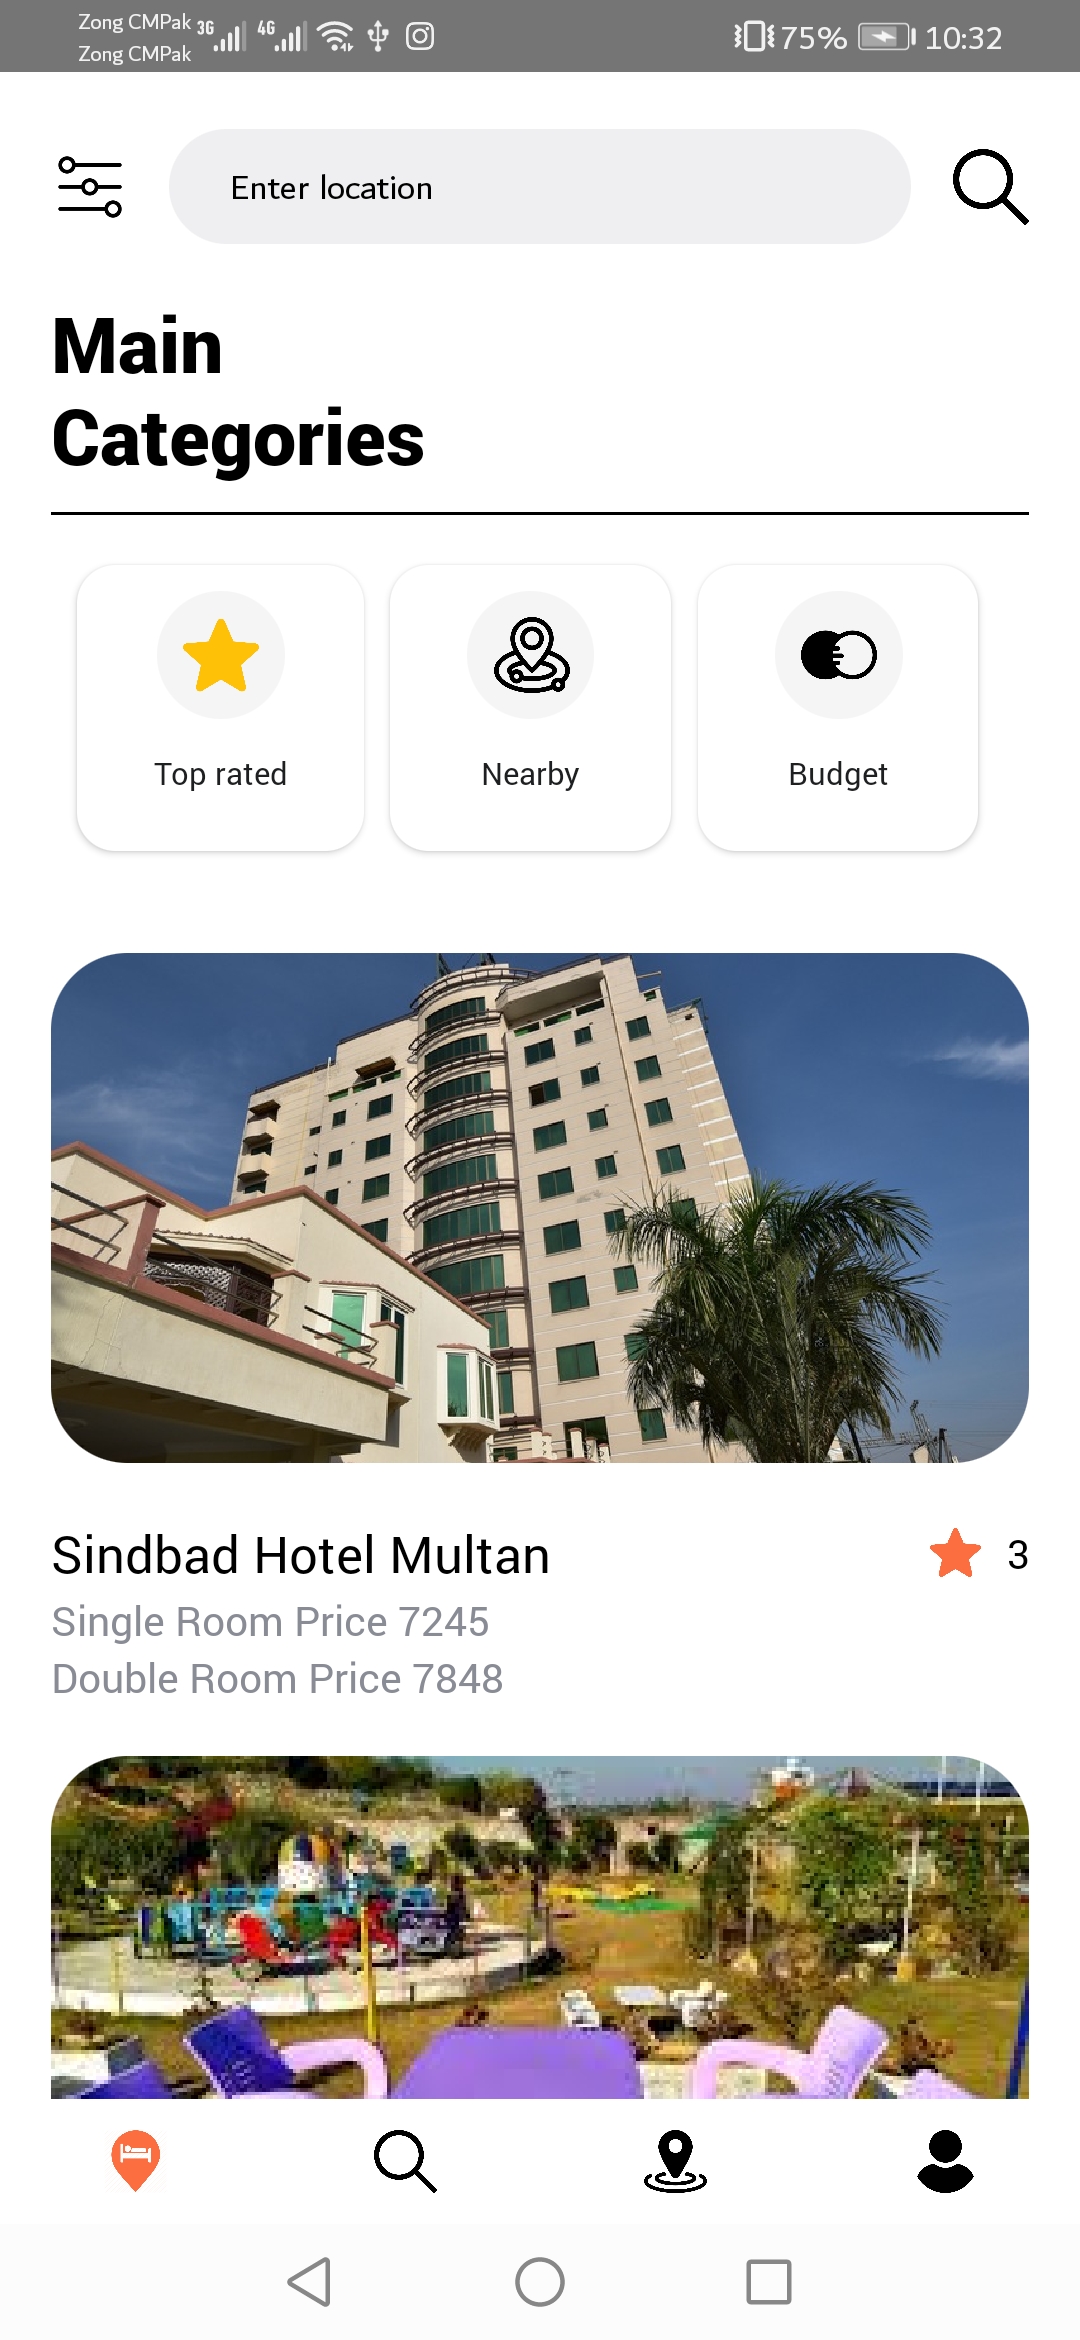 Zong CMPak 3G 4G 75% 10:32
Zong CMPak
Enter location
Main
Categories
Top rated Nearby Budget
Sindbad Hotel Multan 3
Single Room Price 7245
Double Room Price 7848